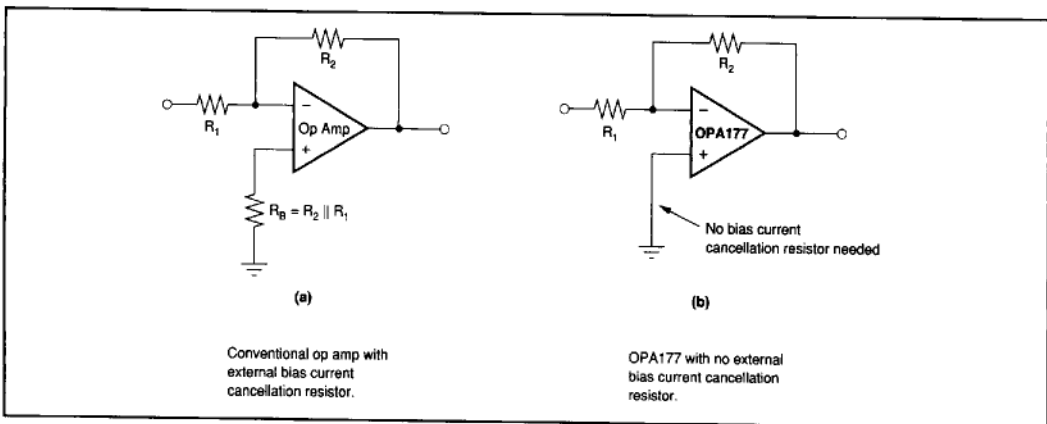 R2
R1
Op Amp
−
+
RB = R2 || R1
(a)
Conventional op amp with
external bias current
cancellation resistor.
R2
R1
OPA177
−
+
No bias current
cancellation resistor needed
(b)
OPA177 with no external
bias current cancellation
resistor.